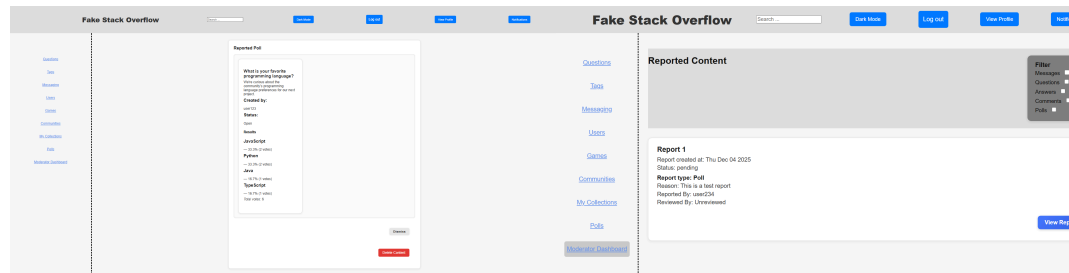 Fake Stack Overflow
Search ...
Dark Mode
Log out
View Profile
Notifications
Questions
Tags
Messaging
Users
Games
Communities
My Collections
Polls
Moderator Dashboard
Reported Poll
What is your favorite
programming language?
We're curious about the
community's programming
language preferences for our next
project.
Created by:
user123
Status:
Open
Results
JavaScript
— 33.3% (2 votes)
Python
— 33.3% (2 votes)
Java
— 16.7% (1 votes)
TypeScript
— 16.7% (1 votes)
Total votes: 6
Dismiss
Delete Content
Fake Stack Overflow
Search ...
Dark Mode
Log out
View Profile
Notifi
Questions
Tags
Messaging
Users
Games
Communities
My Collections
Polls
Moderator Dashboard
Reported Content
Filter
Messages
Questions
Answers
Comments
Polls
Report 1
Report created at: Thu Dec 04 2025
Status: pending
Report type: Poll
Reason: This is a test report
Reported By: user234
Reviewed By: Unreviewed
View Rep